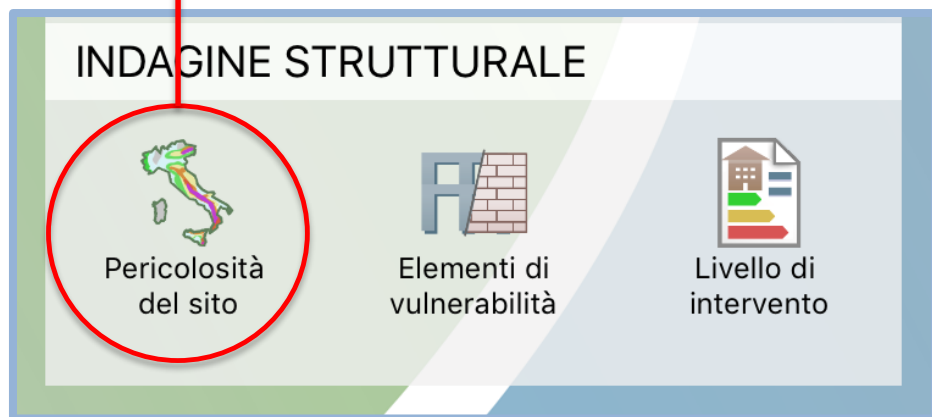 INDAGINE STRUTTURALE
Pericolosità
del sito
Elementi di
vulnerabilità
Livello di
intervento